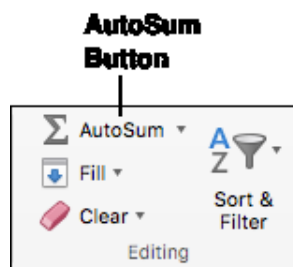 AutoSum
Button
Σ AutoSum
Fill
Clear
A
Z
Sort &
Filter
Editing